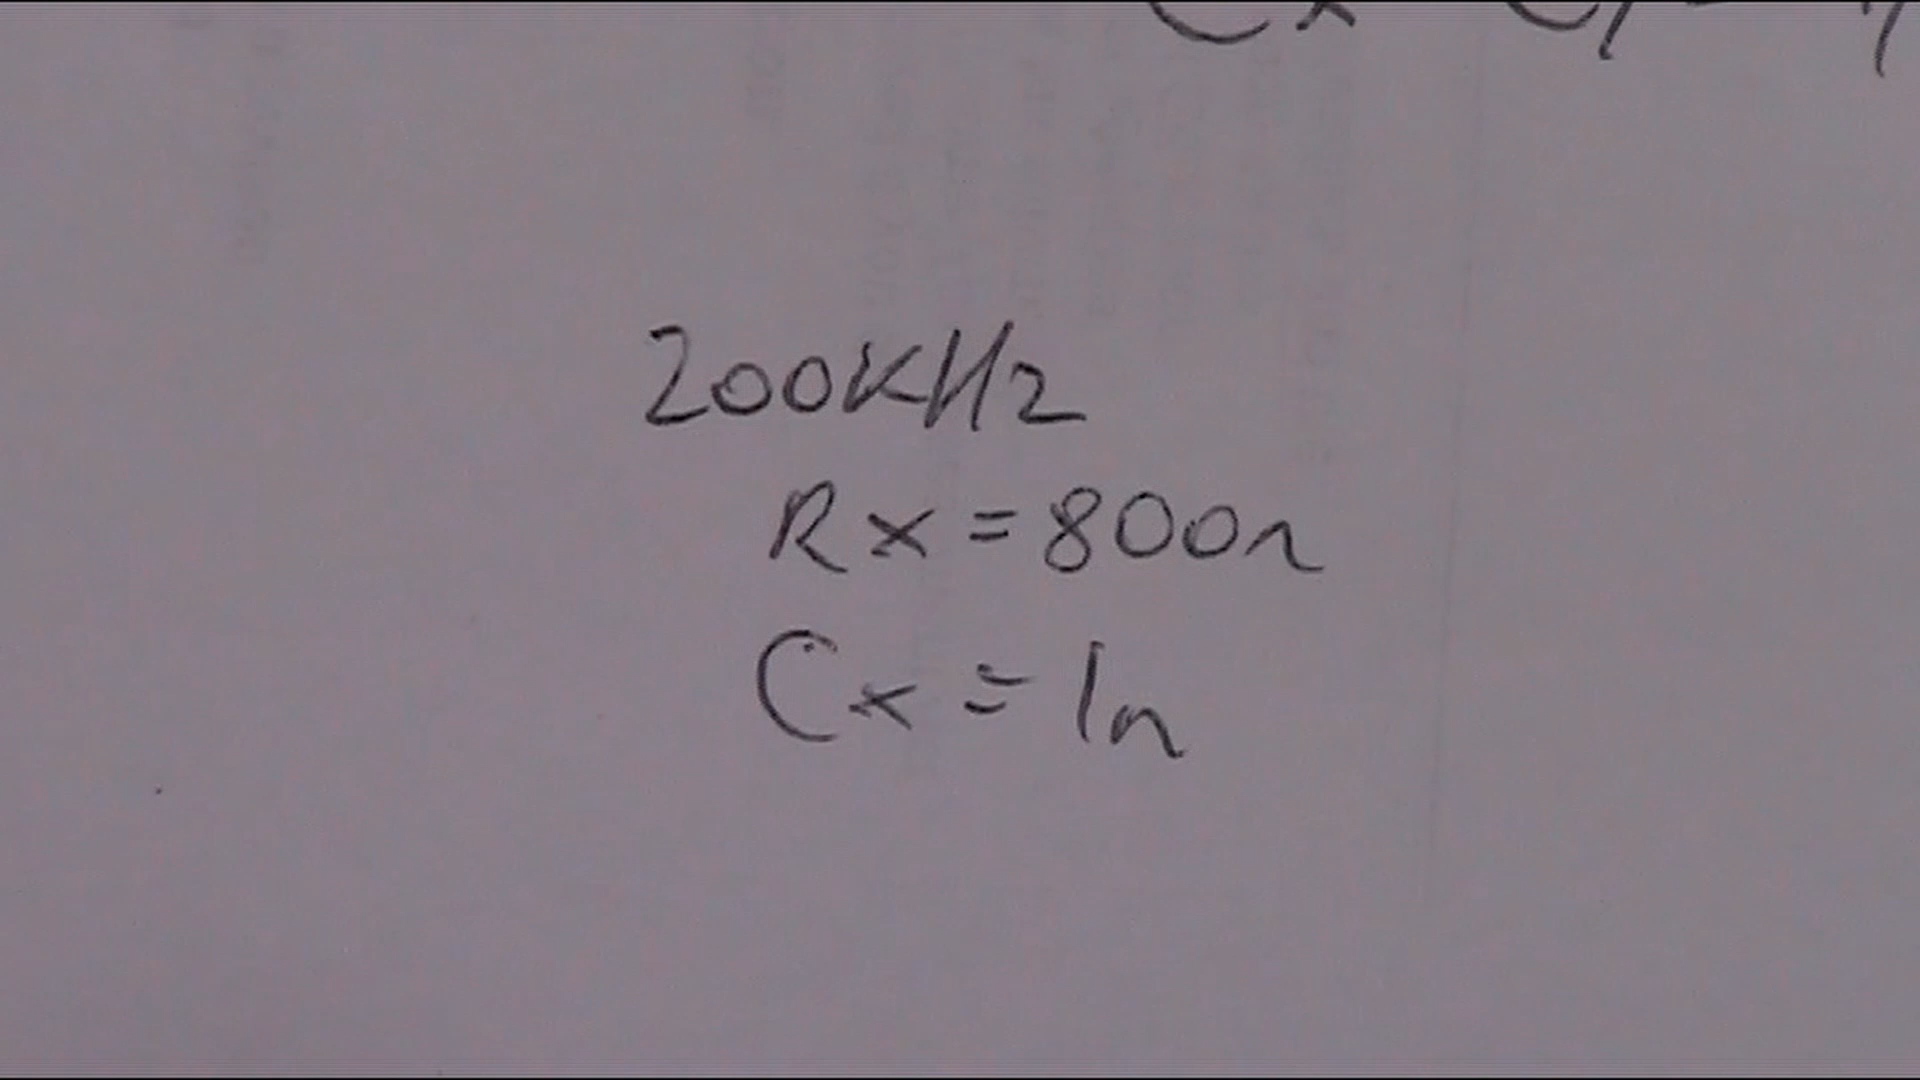 200KHz
Rx = 800Ω
Cx = 1n